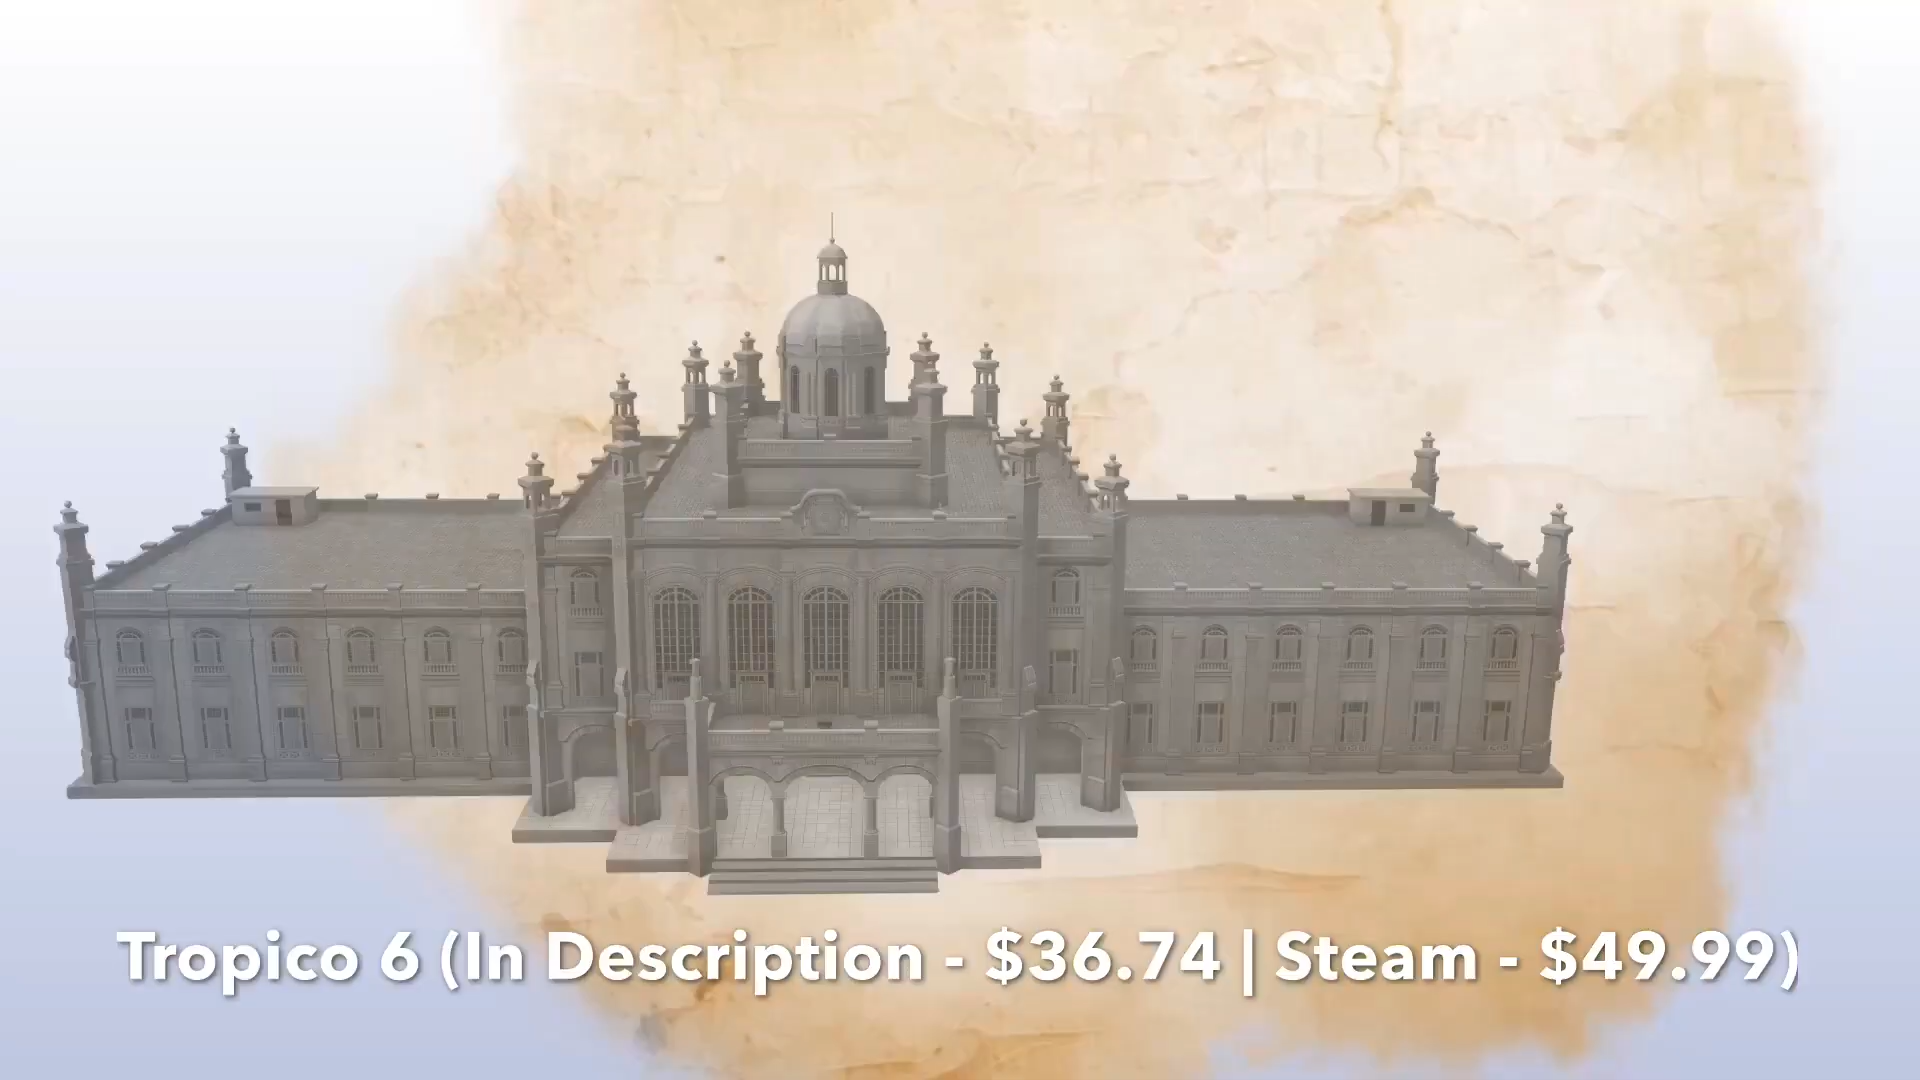 Tropico 6 (In Description - $36.74 | Steam - $49.99)